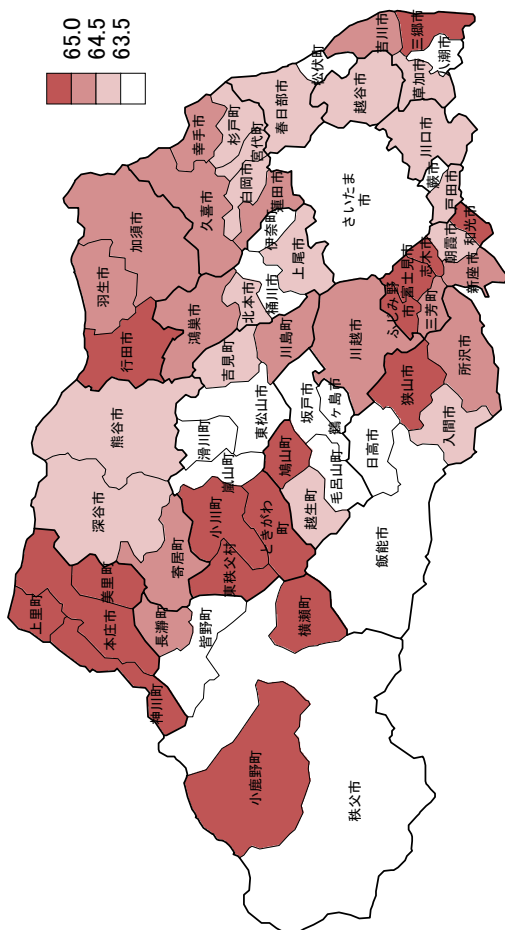 65.0
64.5
63.5
上里町
本庄市
美里町
神川町
深谷市
熊谷市
寄居町
長瀞町
皆野町
小鹿野町
秩父市
横瀬町
東秩父村
小川町
ときがわ
町
嵐山町
滑川町
東松山市
鳩山町
越生町
毛呂山町
飯能市
日高市
坂戸市
鶴ヶ島市
吉見町
川島町
行田市
羽生市
加須市
鴻巣市
北本市
桶川市
久喜市
幸手市
杉戸町
宮代町
白岡市
蓮田市
伊奈町
上尾市
春日部市
松伏町
さいたま
市
川越市
狭山市
入間市
所沢市
ふじみ野
市
富士見市
三芳町
志木市
新座市
朝霞市
和光市
戸田市
蕨市
川口市
越谷市
草加市
吉川市
三郷市
八潮市